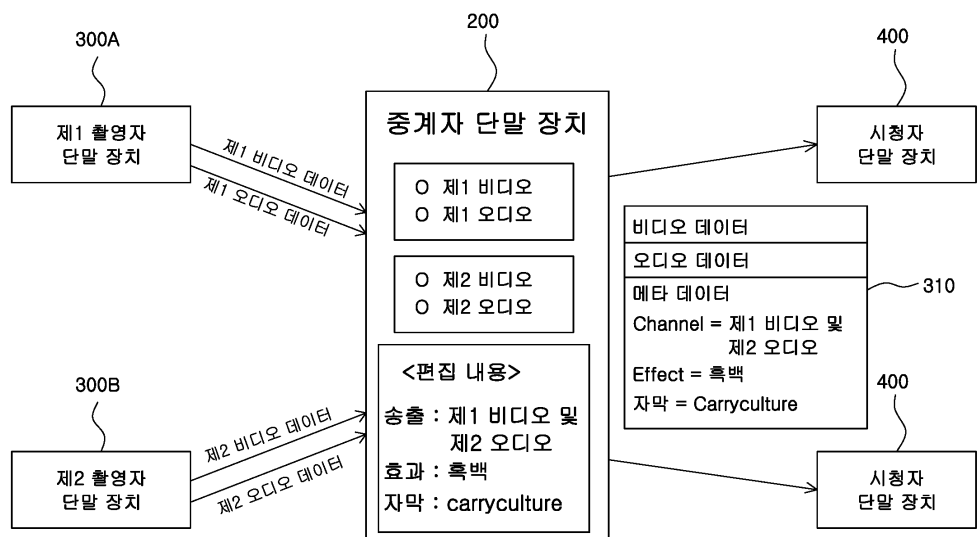 300A
제1 촬영자
단말 장치
제1 비디오 데이터
제1 오디오 데이터
300B
제2 촬영자
단말 장치
제2 비디오 데이터
제2 오디오 데이터
200
중계자 단말 장치
O 제1 비디오
O 제1 오디오
O 제2 비디오
O 제2 오디오
<편집 내용>
송출 : 제1 비디오 및
제2 오디오
효과 : 흑백
자막 : carryculture
400
시청자
단말 장치
비디오 데이터
오디오 데이터
메타 데이터
Channel = 제1 비디오 및
제2 오디오
Effect = 흑백
자막 = Carryculture
310
400
시청자
단말 장치